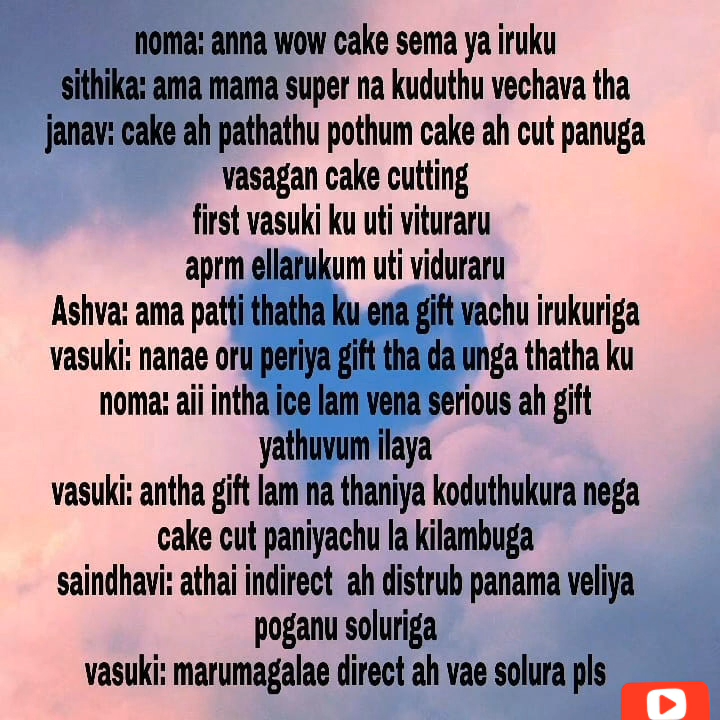 noma: anna wow cake sema ya iruku
sithika: ama mama super na kuduthu vechava tha
janav: cake ah pathathu pothum cake ah cut panuga
vasagan cake cutting
first vasuki ku uti vituraru
aprm ellarukum uti viduraru
Ashva: ama patti thatha ku ena gift vachu irukuriga
vasuki: nanae oru periya gift tha da unga thatha ku
noma: aii intha ice lam vena serious ah gift
yathuvum ilaya
vasuki: antha gift lam na thaniya koduthukura nega
cake cut paniyachu la kilambuga
saindhavi: athai indirect ah distrub panama veliya
poganu soluriga
vasuki: marumagalae direct ah vae solura pls